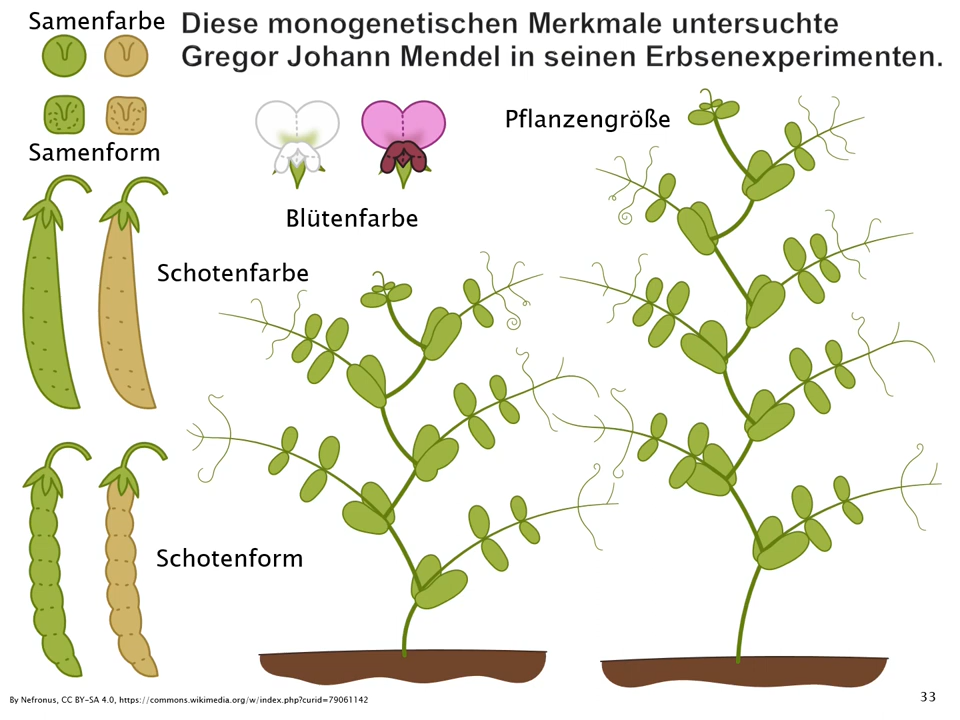 Samenfarbe
Diese monogenetischen Merkmale untersuchte
Gregor Johann Mendel in seinen Erbsenexperimenten.
Pflanzengröße
Samenform
Blütenfarbe
Schotenfarbe
Schotenform
By Nefronus, CC BY-SA 4.0, https://commons.wikimedia.org/w/index.php?curid=79061142
33